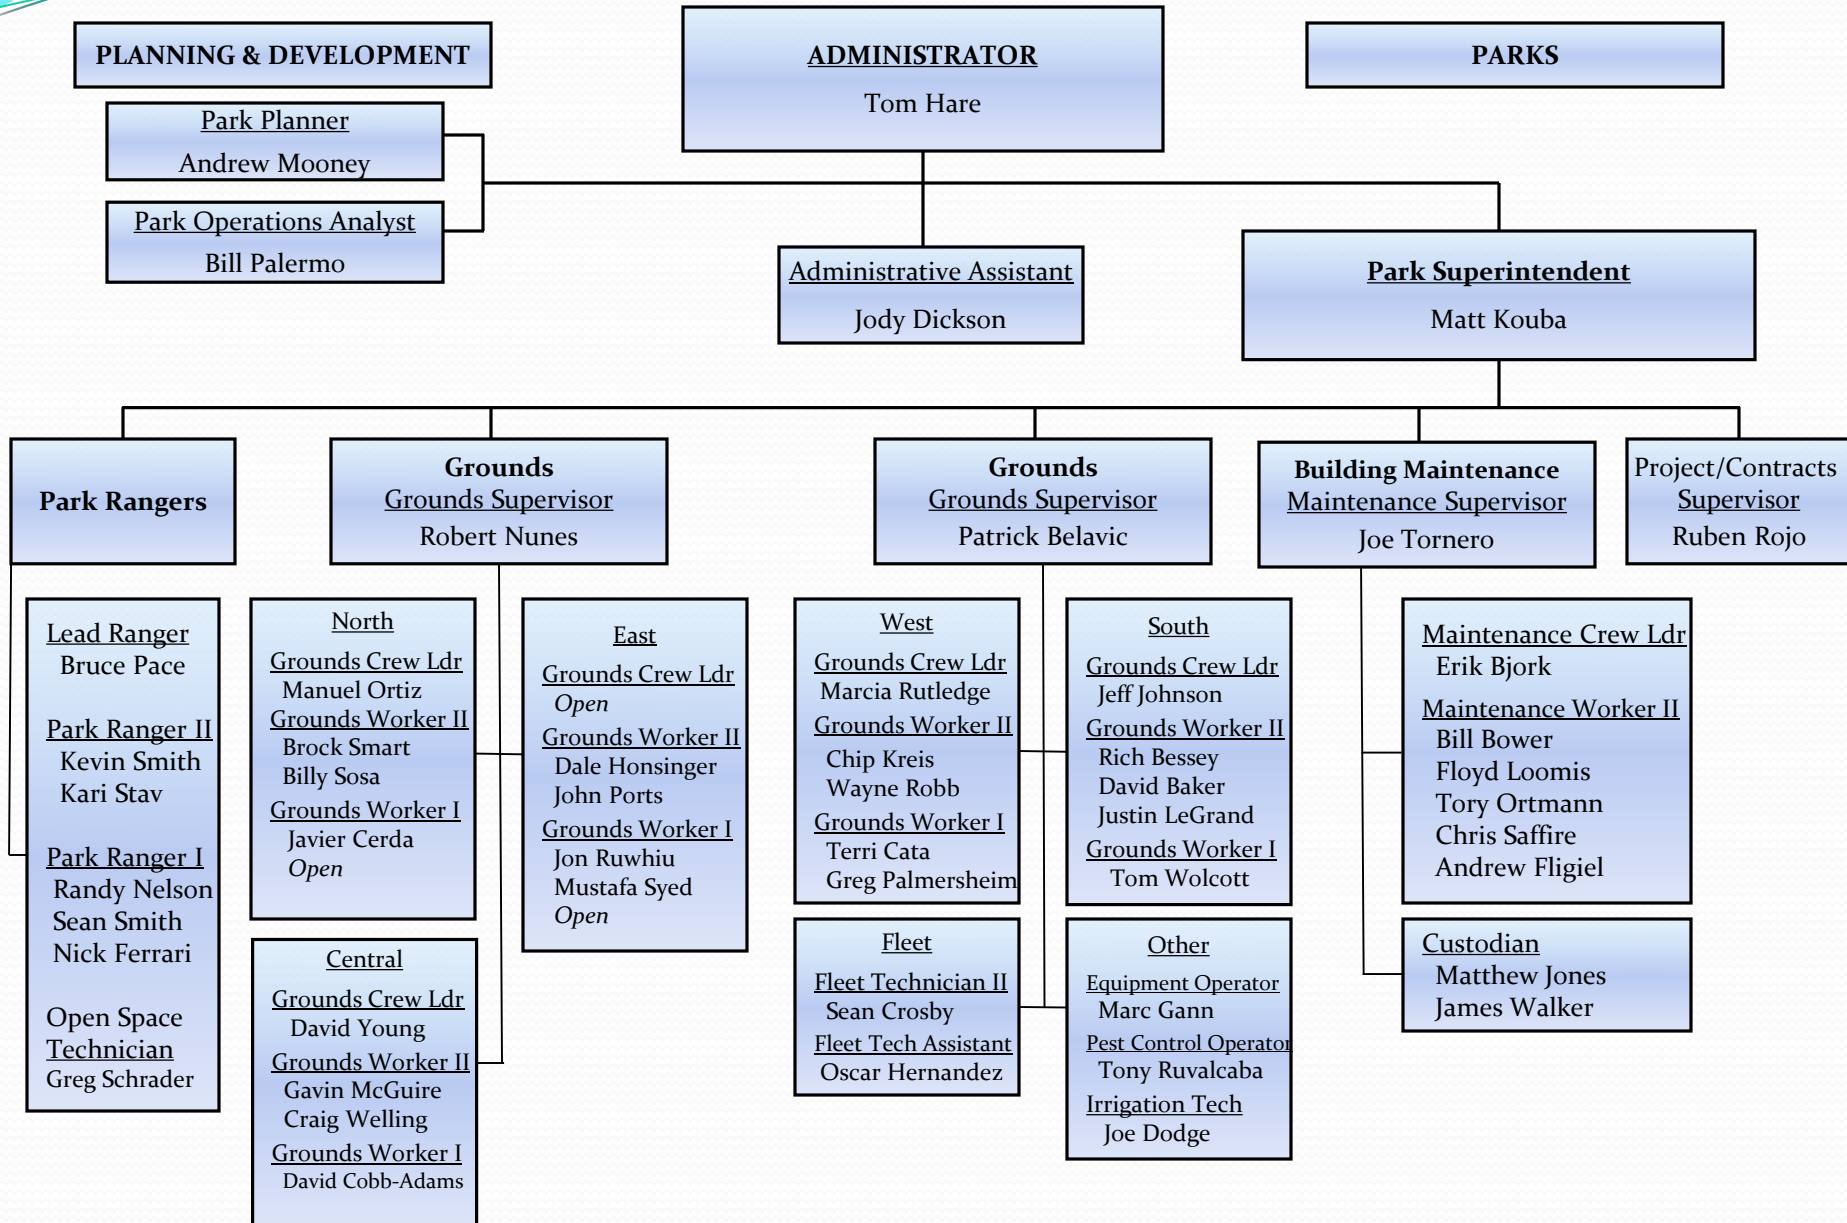 PLANNING & DEVELOPMENT
ADMINISTRATOR
Tom Hare
PARKS
Park Planner
Andrew Mooney
Park Operations Analyst
Bill Palermo
Administrative Assistant
Jody Dickson
Park Superintendent
Matt Kouba
Park Rangers
Grounds
Grounds Supervisor
Robert Nunes
Grounds
Grounds Supervisor
Patrick Belavic
Building Maintenance
Maintenance Supervisor
Joe Tornero
Project/Contracts
Supervisor
Ruben Rojo
Lead Ranger
Bruce Pace
Park Ranger II
Kevin Smith
Kari Stav
Park Ranger I
Randy Nelson
Sean Smith
Nick Ferrari
Open Space
Technician
Greg Schrader
North
Grounds Crew Ldr
Manuel Ortiz
Grounds Worker II
Brock Smart
Billy Sosa
Grounds Worker I
Javier Cerda
Open
Central
Grounds Crew Ldr
David Young
Grounds Worker II
Gavin McGuire
Craig Welling
Grounds Worker I
David Cobb-Adams
East
Grounds Crew Ldr
Open
Grounds Worker II
Dale Honsinger
John Ports
Grounds Worker I
Jon Ruwhiu
Mustafa Syed
Open
West
Grounds Crew Ldr
Marcia Rutledge
Grounds Worker II
Chip Kreis
Wayne Robb
Grounds Worker I
Terri Cata
Greg Palmersheim
Fleet
Fleet Technician II
Sean Crosby
Fleet Tech Assistant
Oscar Hernandez
South
Grounds Crew Ldr
Jeff Johnson
Grounds Worker II
Rich Bessey
David Baker
Justin LeGrand
Grounds Worker I
Tom Wolcott
Other
Equipment Operator
Marc Gann
Pest Control Operator
Tony Ruvalcaba
Irrigation Tech
Joe Dodge
Maintenance Crew Ldr
Erik Bjork
Maintenance Worker II
Bill Bower
Floyd Loomis
Tory Ortmann
Chris Saffire
Andrew Fligiel
Custodian
Matthew Jones
James Walker